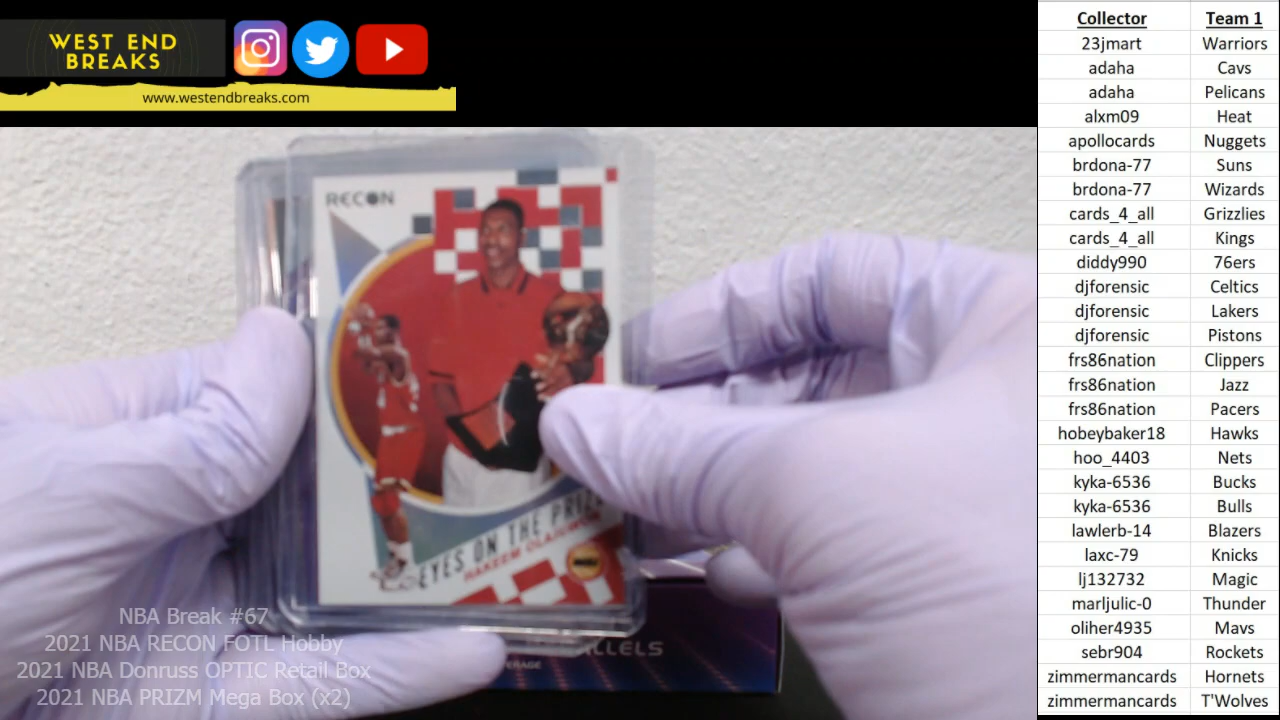 WEST END
BREAKS
www.westendbreaks.com
RECON
EYES ON THE PRIZE
HAKEEM OLAJUWON
NBA Break #67
2021 NBA RECON FOTL Hobby
2021 NBA Donruss OPTIC Retail Box
2021 NBA PRIZM Mega Box (x2)
Collector Team 1
23jmart Warriors
adaha Cavs
adaha Pelicans
alxm09 Heat
apollocards Nuggets
brdona-77 Suns
brdona-77 Wizards
cards_4_all Grizzlies
cards_4_all Kings
diddy990 76ers
djforensic Celtics
djforensic Lakers
djforensic Pistons
frs86nation Clippers
frs86nation Jazz
frs86nation Pacers
hobeybaker18 Hawks
hoo_4403 Nets
kyka-6536 Bucks
kyka-6536 Bulls
lawlerb-14 Blazers
laxc-79 Knicks
lj132732 Magic
marljulic-0 Thunder
oliher4935 Mavs
sebr904 Rockets
zimmermancards Hornets
zimmermancards T'Wolves